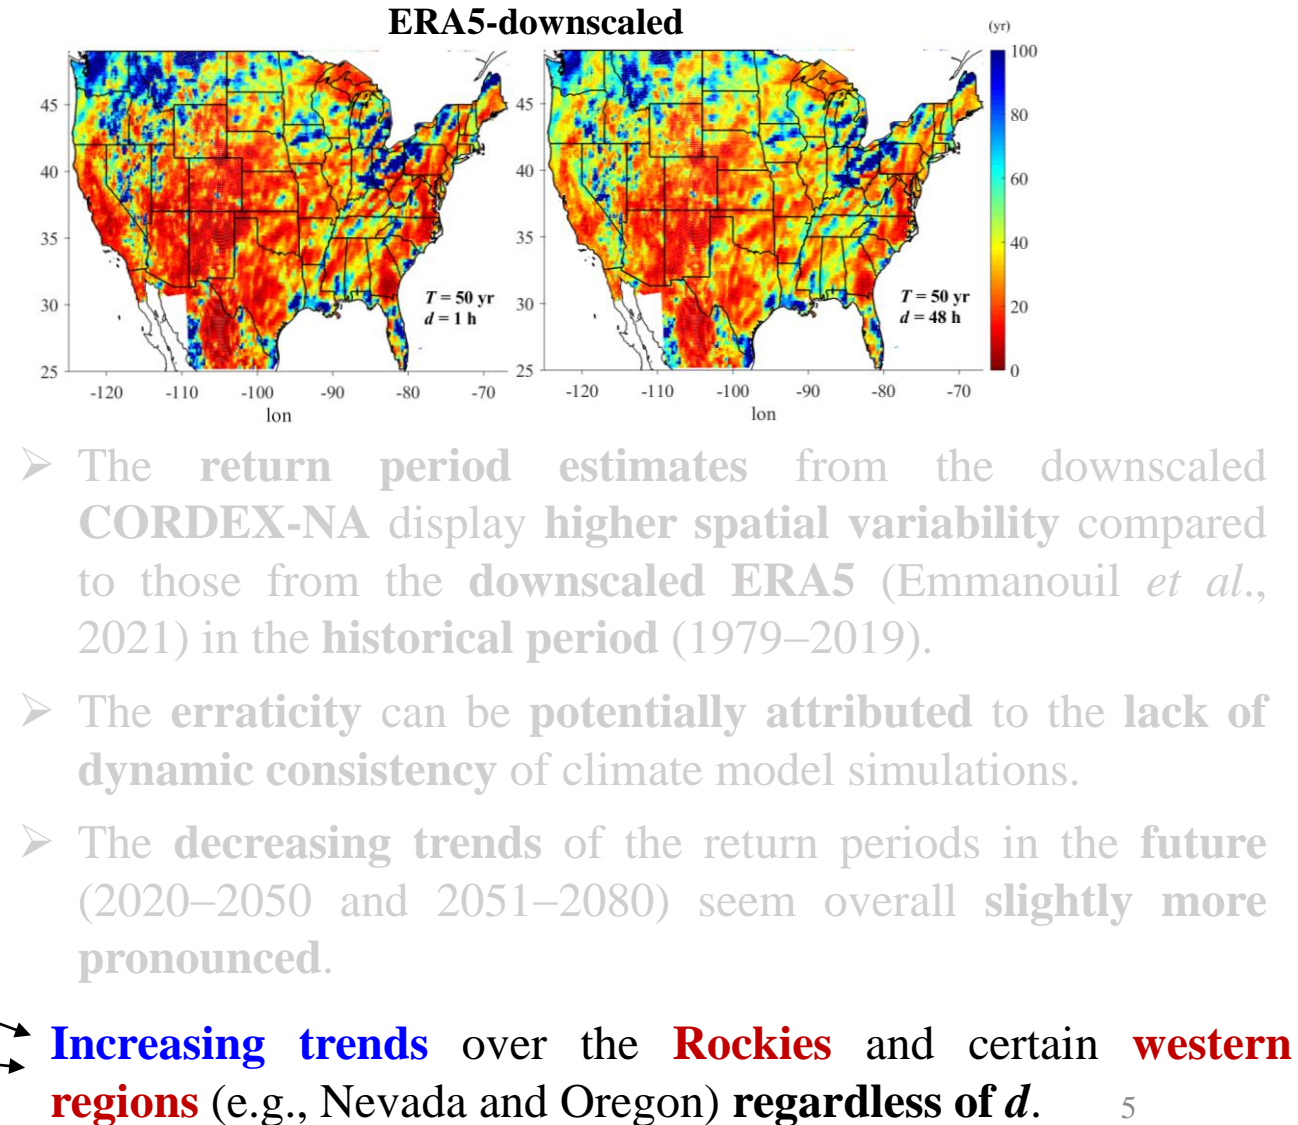 ERA5-downscaled
(yr)
100
80
60
40
20
0
45
40
35
30
25
-120 -110 -100 -90 -80 -70
lon
T = 50 yr
d = 1 h
45
40
35
30
25
-120 -110 -100 -90 -80 -70
lon
T = 50 yr
d = 48 h
➢ The return period estimates from the downscaled
CORDEX-NA display higher spatial variability compared
to those from the downscaled ERA5 (Emmanouil et al.,
2021) in the historical period (1979–2019).
➢ The erraticity can be potentially attributed to the lack of
dynamic consistency of climate model simulations.
➢ The decreasing trends of the return periods in the future
(2020–2050 and 2051–2080) seem overall slightly more
pronounced.
Increasing trends over the Rockies and certain western
regions (e.g., Nevada and Oregon) regardless of d.
5